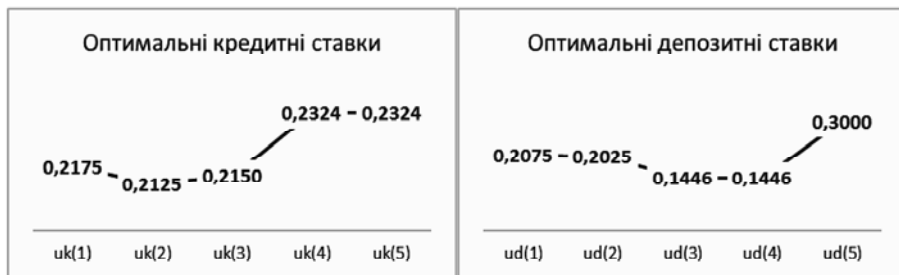 Оптимальні кредитні ставки
0,2175
0,2125
0,2150
0,2324
0,2324
uk(1) uk(2) uk(3) uk(4) uk(5)
Оптимальні депозитні ставки
0,2075
0,2025
0,1446
0,1446
0,3000
ud(1) ud(2) ud(3) ud(4) ud(5)